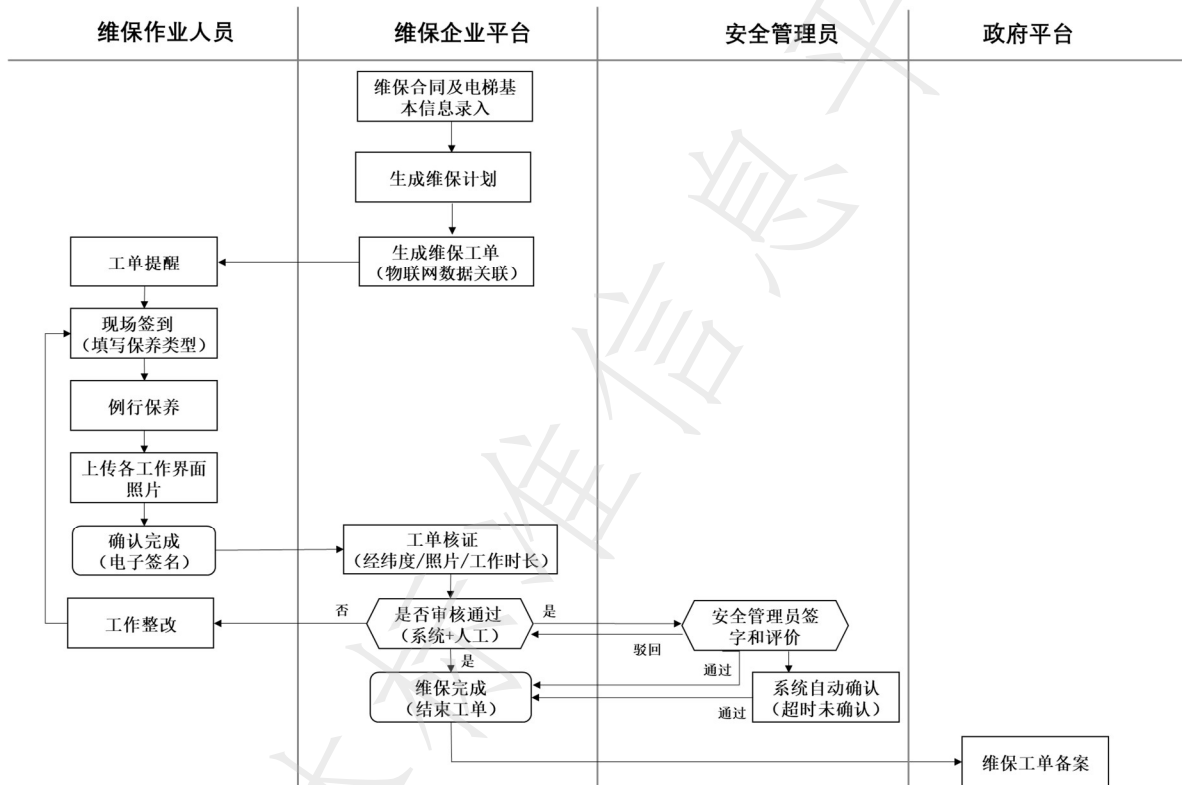 维保作业人员
维保企业平台
安全管理员
政府平台
维保合同及电梯基
本信息录入
生成维保计划
生成维保工单
（物联网数据关联）
工单提醒
现场签到
（填写保养类型）
例行保养
上传各工作界面
照片
确认完成
（电子签名）
工单核证
（经纬度/照片/工作时长）
是否审核通过
（系统+人工）
否
是
工作整改
安全管理员签
字和评价
驳回
是
通过
维保完成
（结束工单）
系统自动确认
（超时未确认）
通过
维保工单备案
标准信息平